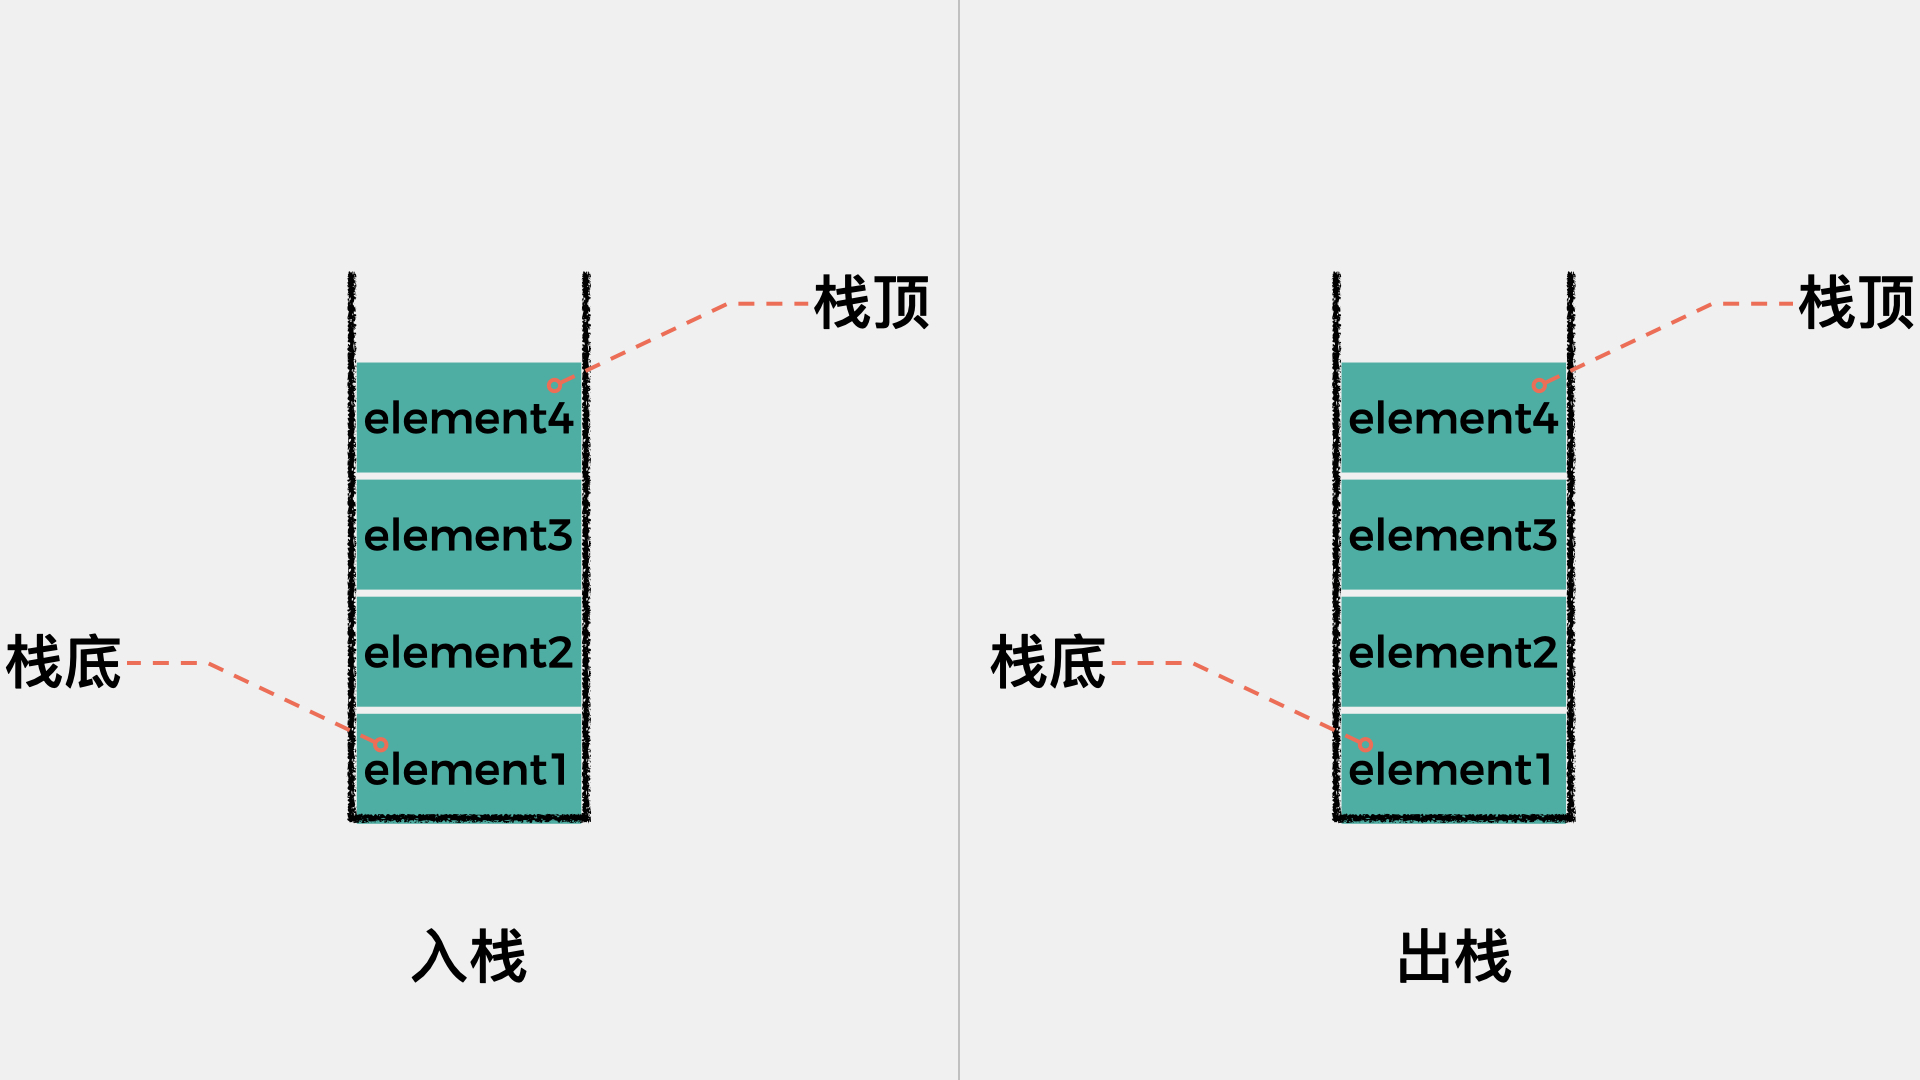 栈顶
element4
element3
element2
栈底
element1
入栈
栈顶
element4
element3
element2
栈底
element1
出栈